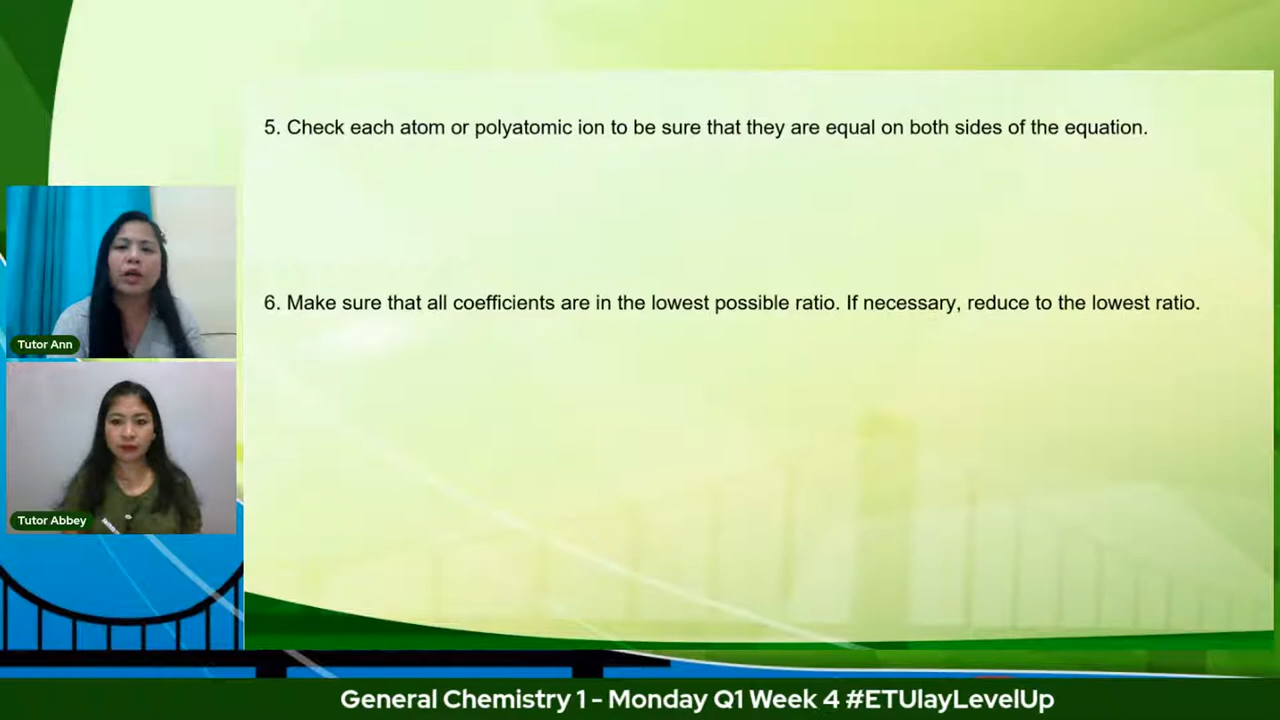 5. Check each atom or polyatomic ion to be sure that they are equal on both sides of the equation.
6. Make sure that all coefficients are in the lowest possible ratio. If necessary, reduce to the lowest ratio.
Tutor Ann
Tutor Abbey
General Chemistry 1 - Monday Q1 Week 4 #ETUlayLevelUp